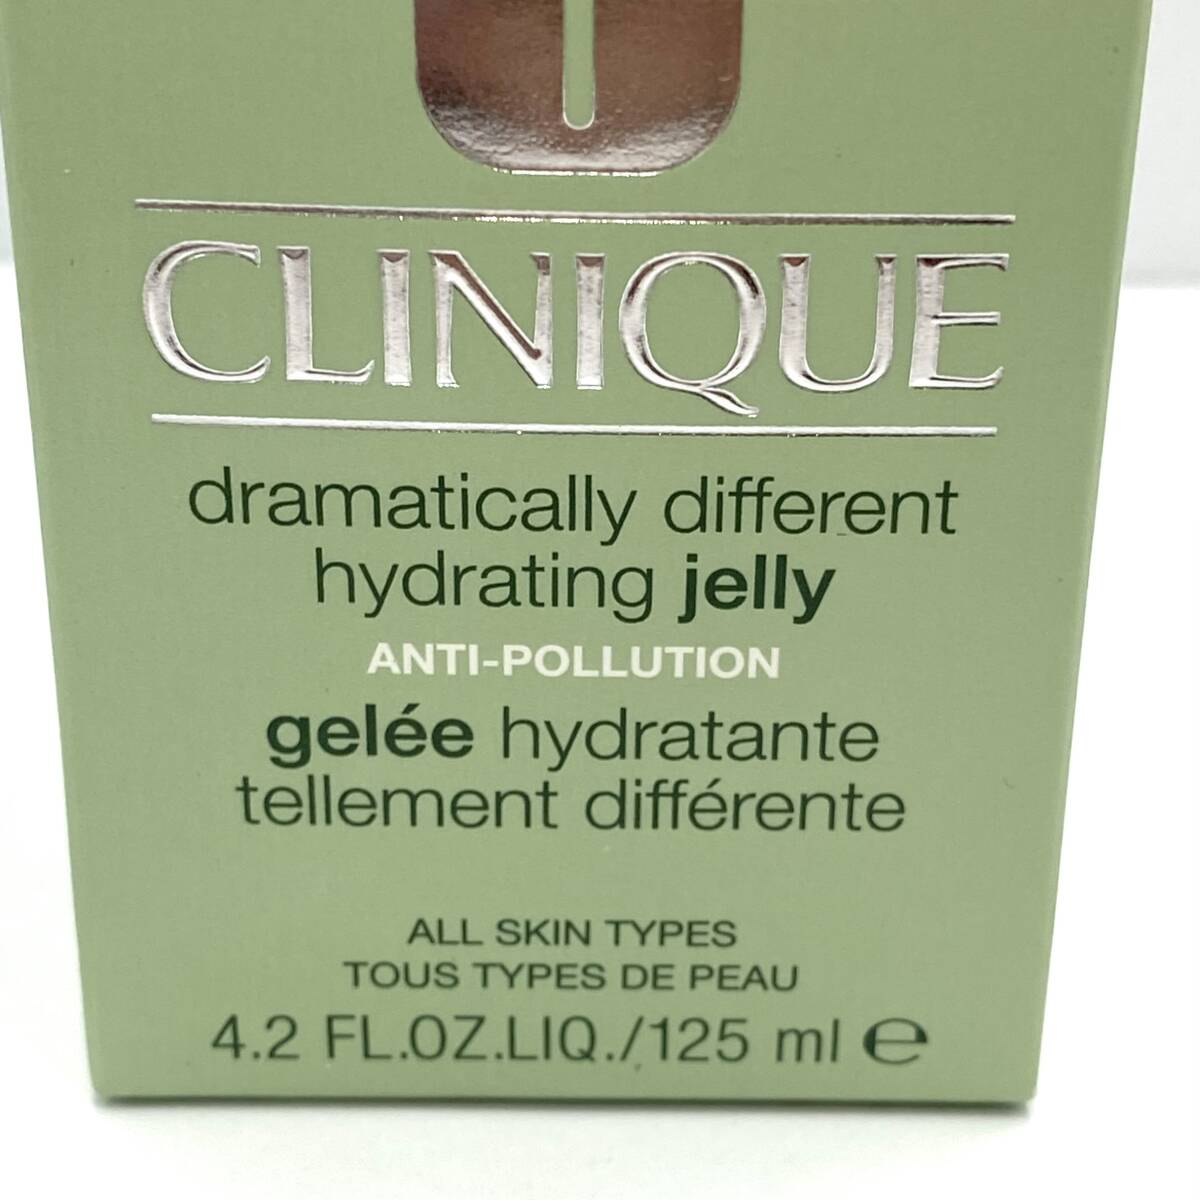 CLINIQUE
dramatically different
hydrating jelly
ANTI-POLLUTION
gelée hydratante
tellement différente
ALL SKIN TYPES
TOUS TYPES DE PEAU
4.2 FL.OZ.LIQ./125 ml ℮